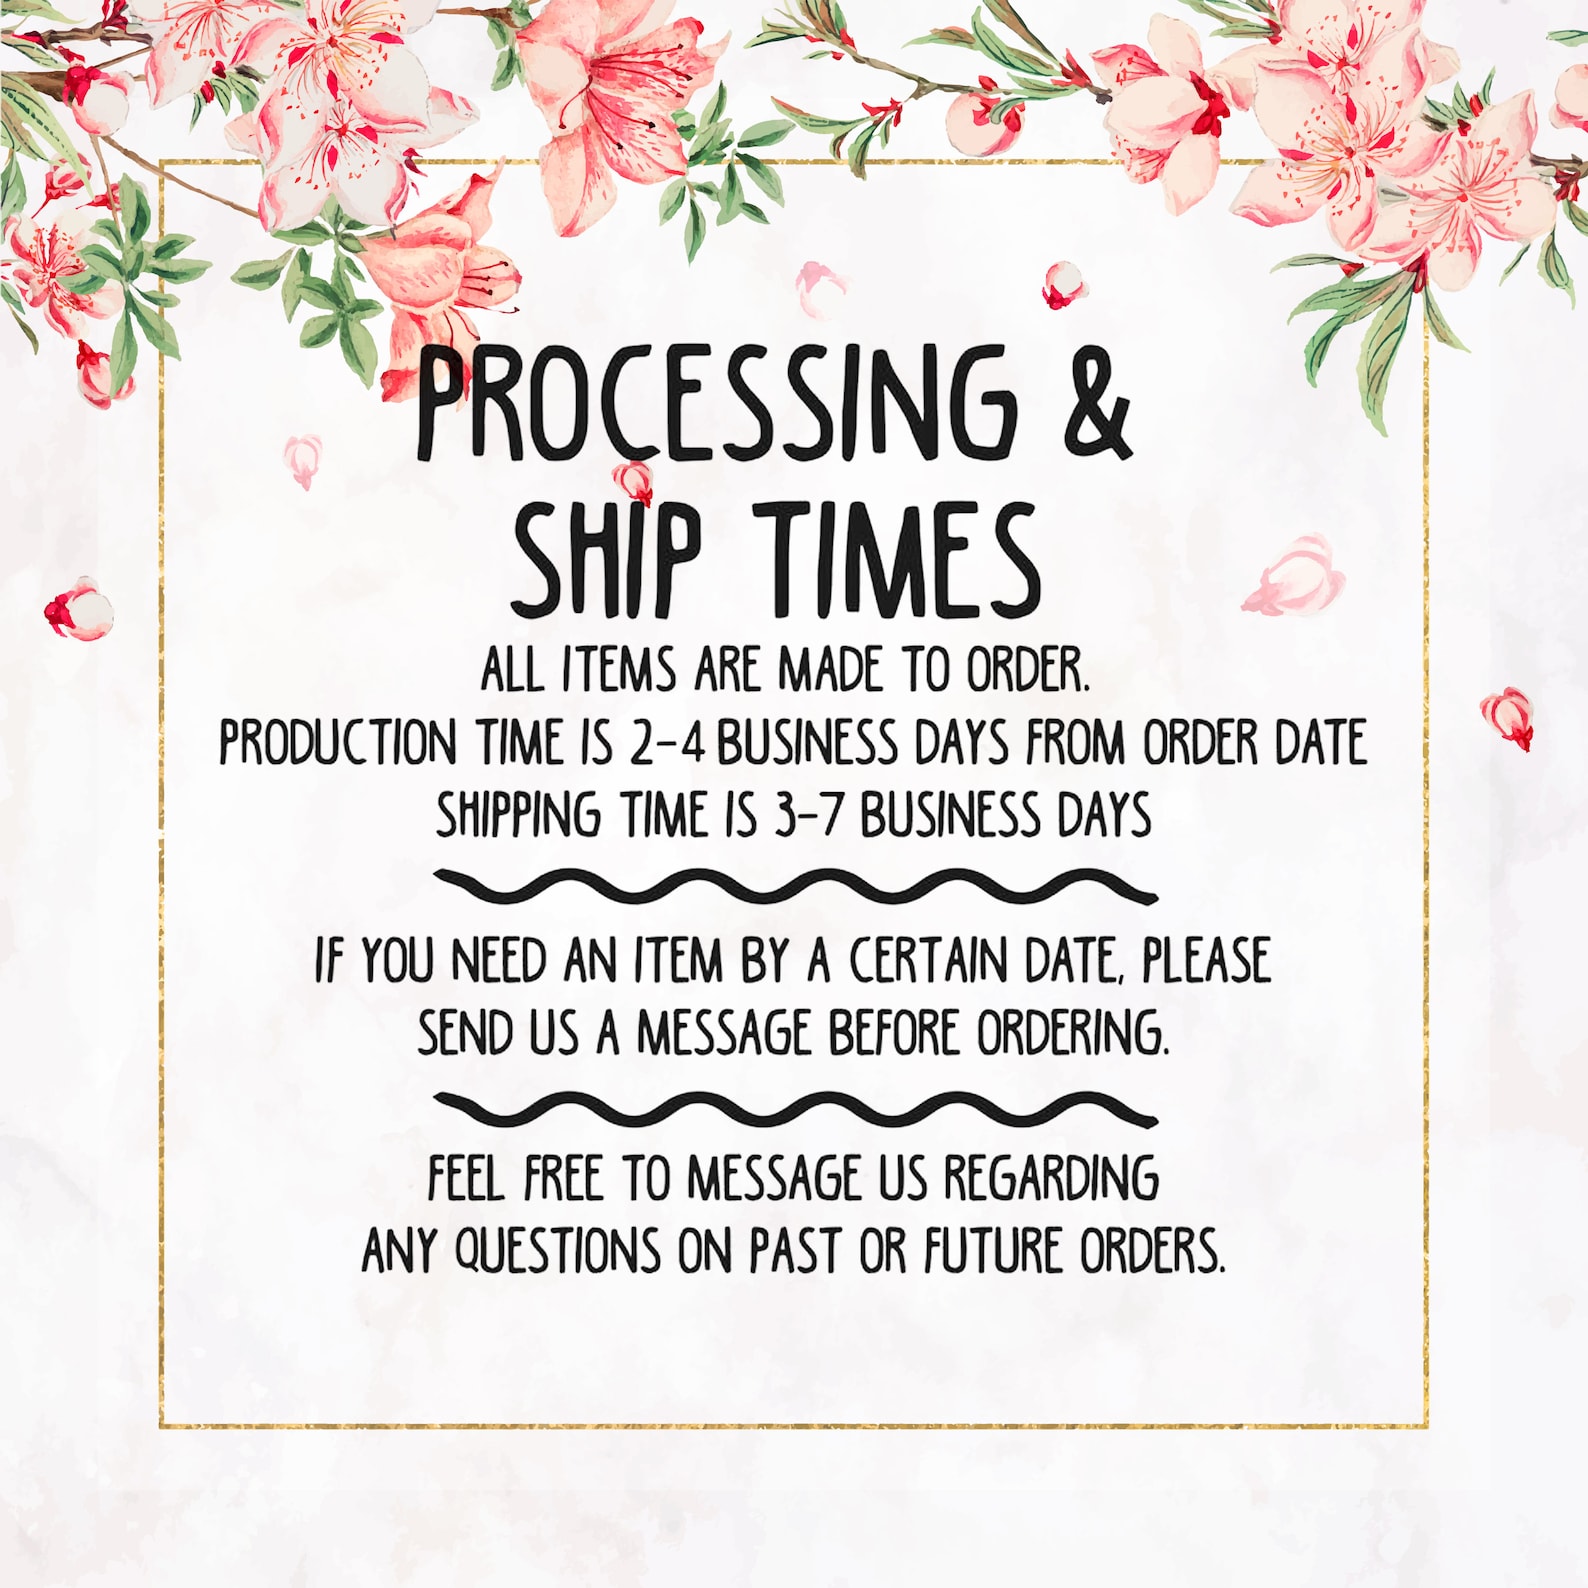 PROCESSING &
SHIP TIMES
ALL ITEMS ARE MADE TO ORDER.
PRODUCTION TIME IS 2-4 BUSINESS DAYS FROM ORDER DATE
SHIPPING TIME IS 3-7 BUSINESS DAYS
IF YOU NEED AN ITEM BY A CERTAIN DATE, PLEASE
SEND US A MESSAGE BEFORE ORDERING.
FEEL FREE TO MESSAGE US REGARDING
ANY QUESTIONS ON PAST OR FUTURE ORDERS.